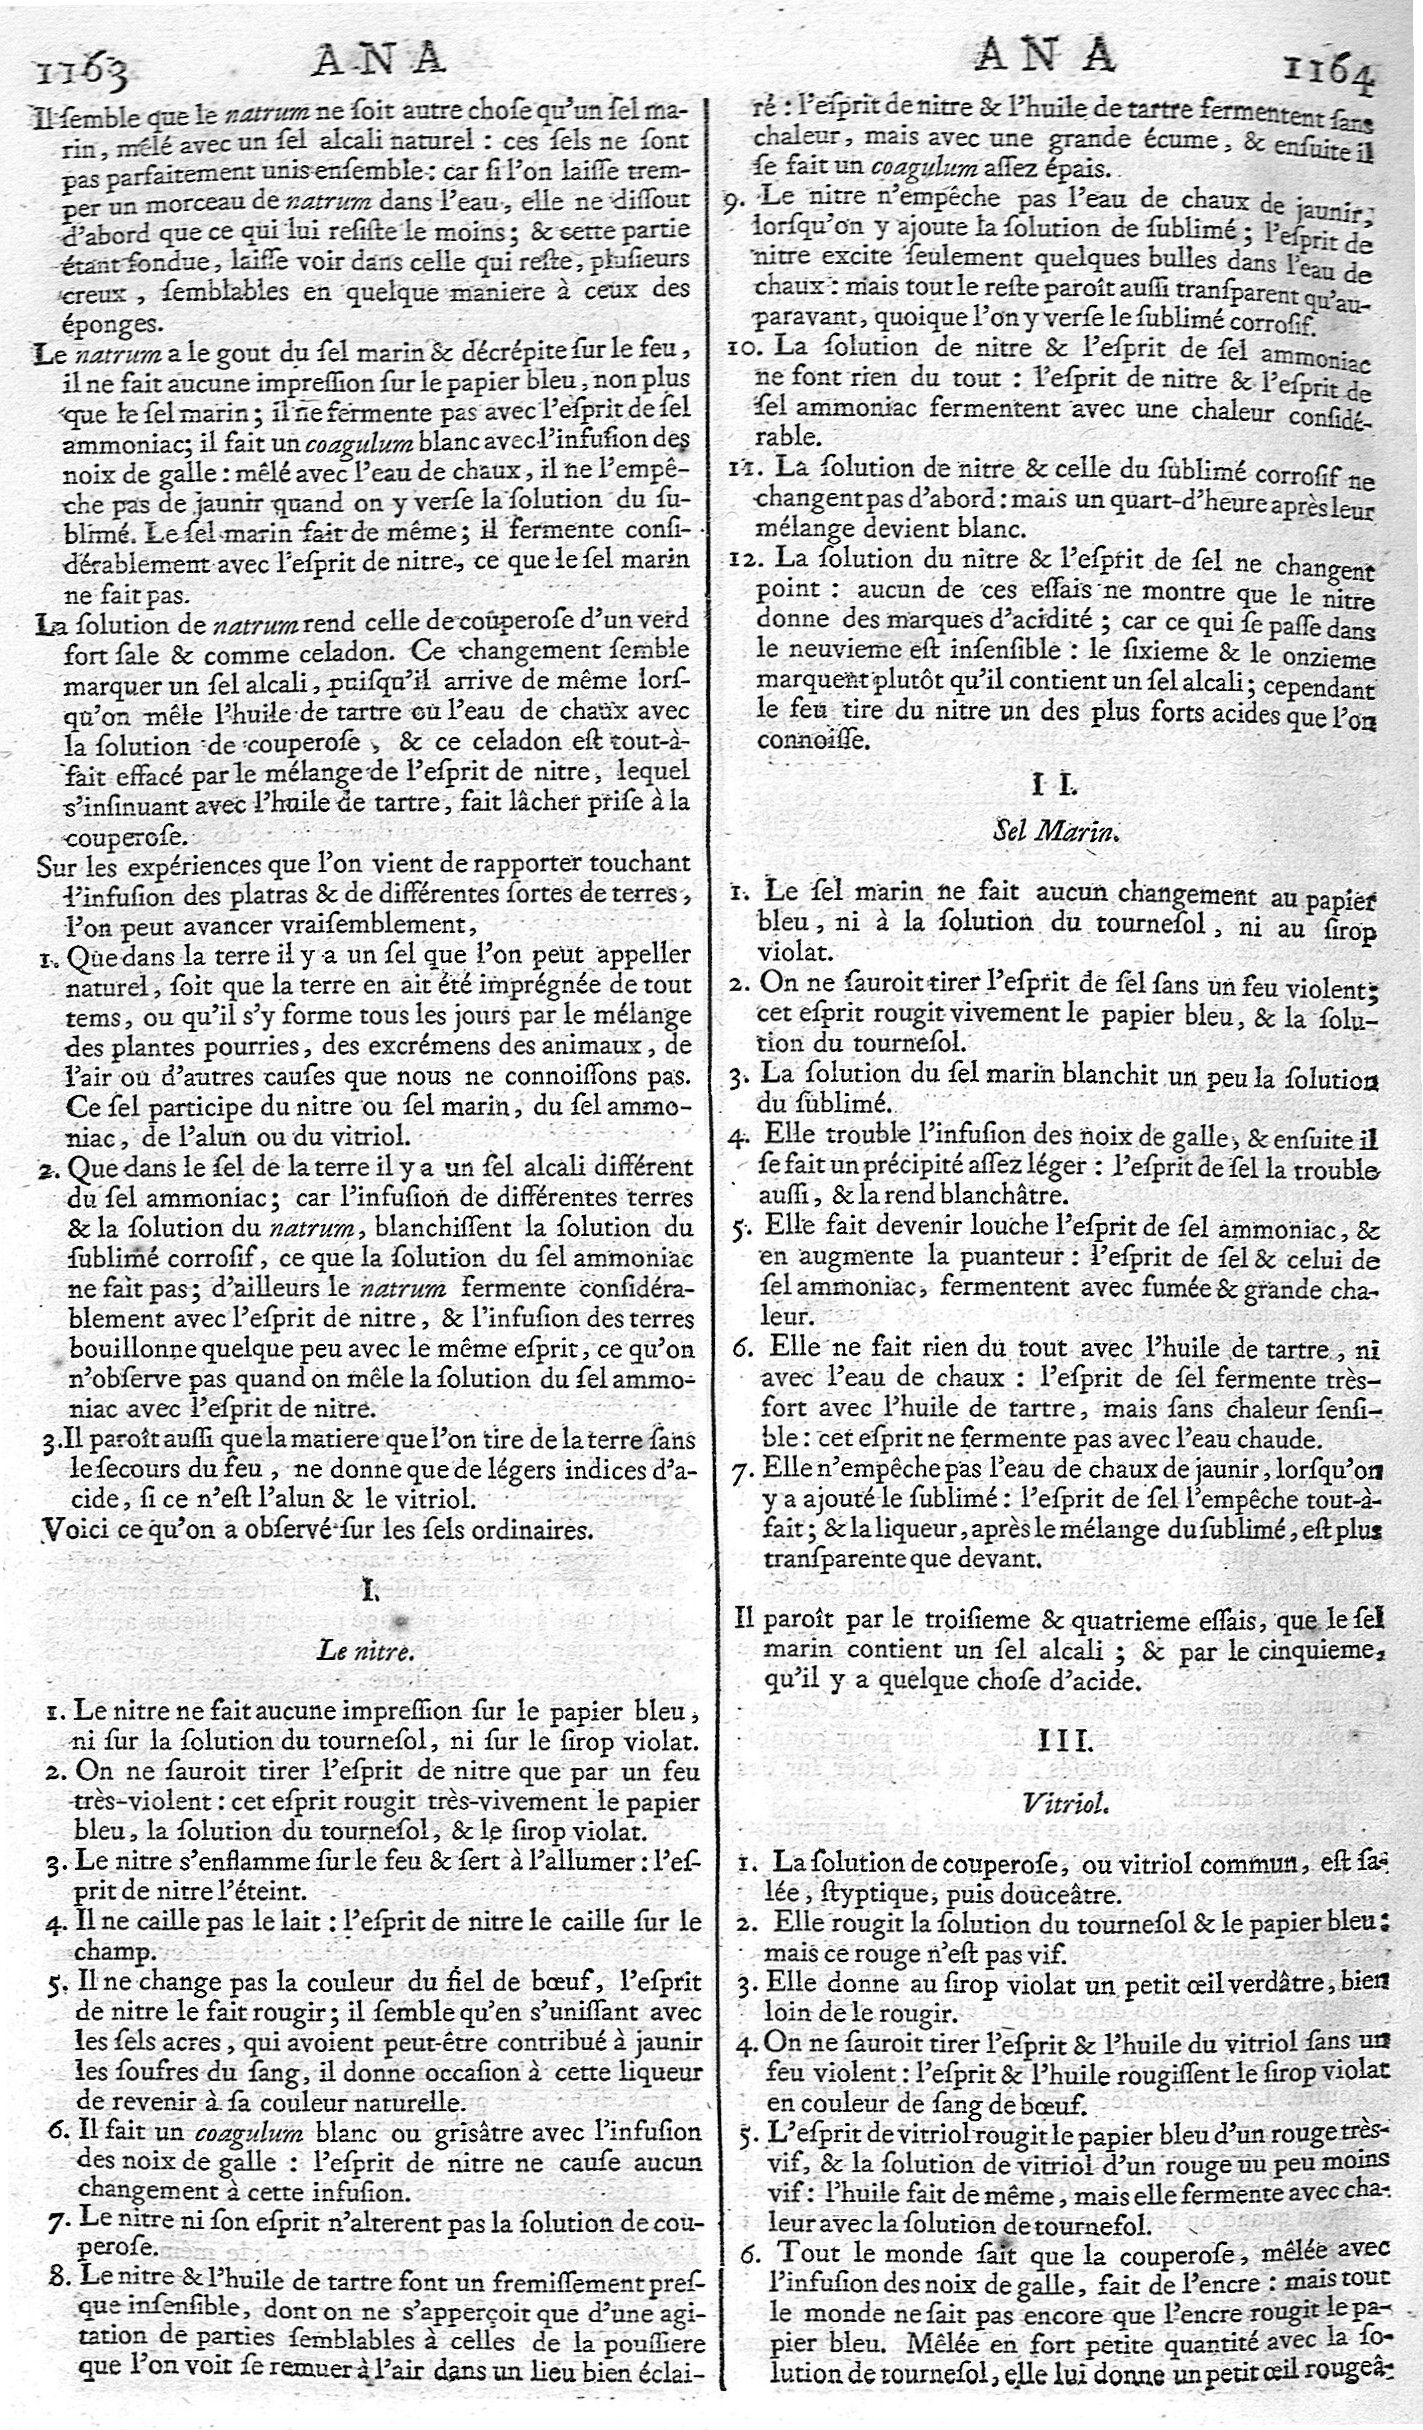 1163
ANA
Il ſemble que le natrum ne ſoit autre choſe qu'un ſel ma-
rin, mêlé avec un ſel alcali naturel : ces ſels ne ſont
pas parfaitement unis enſemble : car ſi l'on laiſſe trem-
per un morceau de natrum dans l'eau, elle ne diſſout
d'abord que ce qui lui reſiſte le moins ; & cette partie
étant fondue, laiſſe voir dans celle qui reſte, pluſieurs
creux, ſemblables en quelque maniere à ceux des
éponges.
Le natrum a le gout du ſel marin & décrépite ſur le feu,
il ne fait aucune impreſſion ſur le papier bleu, non plus
que le ſel marin ; il ne fermente pas avec l'eſprit de ſel
ammoniac; il fait un coagulum blanc avec l'infuſion des
noix de galle : mêlé avec l'eau de chaux, il ne l'empê-
che pas de jaunir quand on y verſe la ſolution du ſu-
blimé. Le ſel marin fait de même ; il fermente conſi-
dérablement avec l'eſprit de nitre, ce que le ſel marin
ne fait pas.
La ſolution de natrum rend celle de couperoſe d'un verd
fort ſale & comme celadon. Ce changement ſemble
marquer un ſel alcali, puiſqu'il arrive de même lorſ-
qu'on mêle l'huile de tartre ou l'eau de chaux avec
la ſolution de couperoſe, & ce celadon eſt tout-à-
fait effacé par le mélange de l'eſprit de nitre, lequel
s'inſinuant avec l'huile de tartre, fait lâcher priſe à la
couperoſe.
Sur les expériences que l'on vient de rapporter touchant
l'infuſion des platras & de différentes ſortes de terres,
l'on peut avancer vraiſemblement,
1. Que dans la terre il y a un ſel que l'on peut appeller
naturel, ſoit que la terre en ait été imprégnée de tout
tems, ou qu'il s'y forme tous les jours par le mélange
des plantes pourries, des excrémens des animaux, de
l'air ou d'autres cauſes que nous ne connoiſſons pas.
Ce ſel participe du nitre ou ſel marin, du ſel ammo-
niac, de l'alun ou du vitriol.
2. Que dans le ſel de la terre il y a un ſel alcali différent
du ſel ammoniac ; car l'infuſion de différentes terres
& la ſolution du natrum, blanchiſſent la ſolution du
ſublimé corroſif, ce que la ſolution du ſel ammoniac
ne fait pas; d'ailleurs le natrum fermente conſidéra-
blement avec l'eſprit de nitre, & l'infuſion des terres
bouillonne quelque peu avec le même eſprit, ce qu'on
n'obſerve pas quand on mêle la ſolution du ſel ammo-
niac avec l'eſprit de nitre.
3. Il paroît auſſi que la matiere que l'on tire de la terre ſans
le ſecours du feu, ne donne que de légers indices d'a-
cide, ſi ce n'eſt l'alun & le vitriol.
Voici ce qu'on a obſervé ſur les ſels ordinaires.
I.
Le nitre.
1. Le nitre ne fait aucune impreſſion ſur le papier bleu,
ni ſur la ſolution du tourneſol, ni ſur le ſirop violat.
2. On ne ſauroit tirer l'eſprit de nitre que par un feu
très-violent : cet eſprit rougit très-vivement le papier
bleu, la ſolution du tourneſol, & le ſirop violat.
3. Le nitre s'enflamme ſur le feu & ſert à l'allumer : l'eſ-
prit de nitre l'éteint.
4. Il ne caille pas le lait : l'eſprit de nitre le caille ſur le
champ.
5. Il ne change pas la couleur du fiel de bœuf, l'eſprit
de nitre le fait rougir ; il ſemble qu'en s'uniſſant avec
les ſels acres, qui avoient peut-être contribué à jaunir
les ſoufres du ſang, il donne occaſion à cette liqueur
de revenir à ſa couleur naturelle.
6. Il fait un coagulum blanc ou griſâtre avec l'infuſion
des noix de galle : l'eſprit de nitre ne cauſe aucun
changement à cette infuſion.
7. Le nitre ni ſon eſprit n'alterent pas la ſolution de cou-
peroſe.
8. Le nitre & l'huile de tartre font un fremiſſement preſ-
que inſenſible, dont on ne s'apperçoit que d'une agi-
tation de parties ſemblables à celles de la pouſſiere
que l'on voit ſe remuer à l'air dans un lieu bien éclai-
ANA
1164
ré : l'eſprit de nitre & l'huile de tartre fermentent ſans
chaleur, mais avec une grande écume, & enſuite il
ſe fait un coagulum aſſez épais.
9. Le nitre n'empêche pas l'eau de chaux de jaunir,
lorſqu'on y ajoute la ſolution de ſublimé ; l'eſprit de
nitre excite ſeulement quelques bulles dans l'eau de
chaux : mais tout le reſte paroît auſſi tranſparent qu'au-
paravant, quoique l'on y verſe le ſublimé corroſif.
10. La ſolution de nitre & l'eſprit de ſel ammoniac
ne font rien du tout : l'eſprit de nitre & l'eſprit de
ſel ammoniac fermentent avec une chaleur conſidé-
rable.
11. La ſolution de nitre & celle du ſublimé corroſif ne
changent pas d'abord : mais un quart-d'heure après leur
mélange devient blanc.
12. La ſolution du nitre & l'eſprit de ſel ne changent
point : aucun de ces eſſais ne montre que le nitre
donne des marques d'acidité ; car ce qui ſe paſſe dans
le neuvieme eſt inſenſible : le ſixieme & le onzieme
marquent plutôt qu'il contient un ſel alcali ; cependant
le feu tire du nitre un des plus forts acides que l'on
connoiſſe.
II.
Sel Marin.
1. Le ſel marin ne fait aucun changement au papier
bleu, ni à la ſolution du tourneſol, ni au ſirop
violat.
2. On ne ſauroit tirer l'eſprit de ſel ſans un feu violent ;
cet eſprit rougit vivement le papier bleu, & la ſolu-
tion du tourneſol.
3. La ſolution du ſel marin blanchit un peu la ſolution
du ſublimé.
4. Elle trouble l'infuſion des noix de galle, & enſuite il
ſe fait un précipité aſſez léger : l'eſprit de ſel la trouble
auſſi, & la rend blanchâtre.
5. Elle fait devenir louche l'eſprit de ſel ammoniac, &
en augmente la puanteur : l'eſprit de ſel & celui de
ſel ammoniac, fermentent avec fumée & grande cha-
leur.
6. Elle ne fait rien du tout avec l'huile de tartre, ni
avec l'eau de chaux : l'eſprit de ſel fermente très-
fort avec l'huile de tartre, mais ſans chaleur ſenſi-
ble : cet eſprit ne fermente pas avec l'eau chaude.
7. Elle n'empêche pas l'eau de chaux de jaunir, lorſqu'on
y a ajouté le ſublimé : l'eſprit de ſel l'empêche tout-à-
fait ; & la liqueur, après le mélange du ſublimé, eſt plus
tranſparente que devant.
Il paroît par le troiſieme & quatrieme eſſais, que le ſel
marin contient un ſel alcali ; & par le cinquieme,
qu'il y a quelque choſe d'acide.
III.
Vitriol.
1. La ſolution de couperoſe, ou vitriol commun, eſt ſa-
lée, ſtyptique, puis douceâtre.
2. Elle rougit la ſolution du tourneſol & le papier bleu :
mais ce rouge n'eſt pas vif.
3. Elle donne au ſirop violat un petit œil verdâtre, bien
loin de le rougir.
4. On ne ſauroit tirer l'eſprit & l'huile du vitriol ſans un
feu violent : l'eſprit & l'huile rougiſſent le ſirop violat
en couleur de ſang de bœuf.
5. L'eſprit de vitriol rougit le papier bleu d'un rouge très-
vif, & la ſolution de vitriol d'un rouge uu peu moins
vif : l'huile fait de même, mais elle fermente avec cha-
leur avec la ſolution de tourneſol.
6. Tout le monde ſait que la couperoſe, mêlée avec
l'infuſion des noix de galle, fait de l'encre : mais tout
le monde ne ſait pas encore que l'encre rougit le pa-
pier bleu. Mêlée en fort petite quantité avec la ſo-
lution de tourneſol, elle lui donne un petit œil rougeâ-